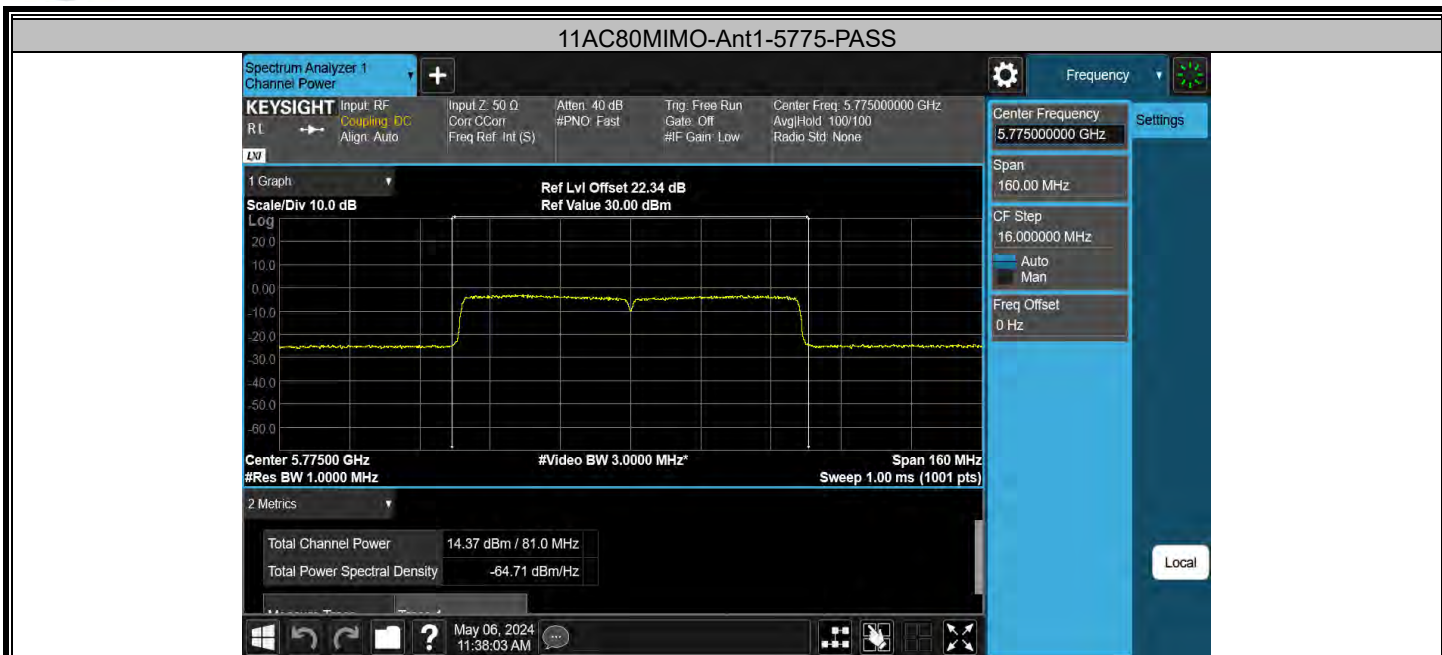 11AC80MIMO-Ant1-5775-PASS
Spectrum Analyzer 1
Channel Power
Frequency
KEYSIGHT
RL
LXI
Input: RF
Coupling: DC
Align: Auto
Input Z: 50 Ω
Corr CCorr
Freq Ref: Int (S)
Atten: 40 dB
#PNO: Fast
Trig: Free Run
Gate: Off
#IF Gain: Low
Center Freq: 5.775000000 GHz
Avg|Hold: 100/100
Radio Std: None
Center Frequency
5.775000000 GHz
Settings
Span
160.00 MHz
CF Step
16.000000 MHz
Auto
Man
Freq Offset
0 Hz
1 Graph
Scale/Div 10.0 dB
Ref Lvl Offset 22.34 dB
Ref Value 30.00 dBm
Log
20.0
10.0
0.00
-10.0
-20.0
-30.0
-40.0
-50.0
-60.0
Center 5.77500 GHz
#Video BW 3.0000 MHz*
Span 160 MHz
#Res BW 1.0000 MHz
Sweep 1.00 ms (1001 pts)
2 Metrics
Total Channel Power 14.37 dBm / 81.0 MHz
Total Power Spectral Density -64.71 dBm/Hz
Local
?
May 06, 2024
11:38:03 AM